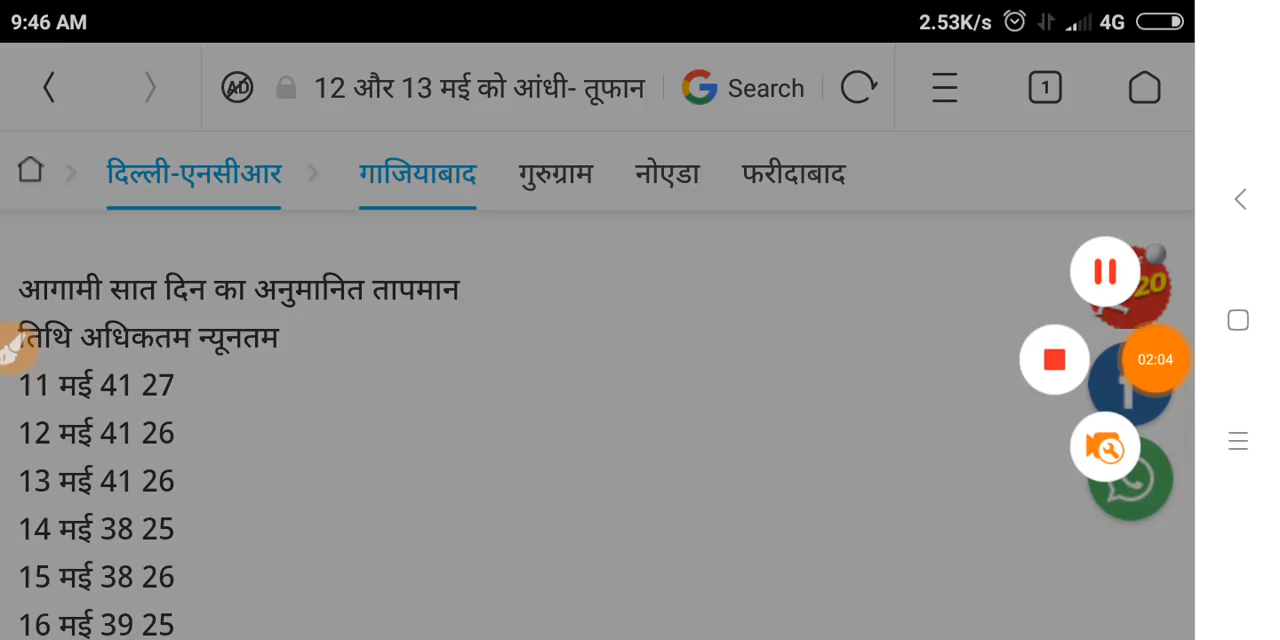 9:46 AM 2.53K/s 4G
12 और 13 मई को आंधी- तूफान Search 1
दिल्ली-एनसीआर गाजियाबाद गुरुग्राम नोएडा फरीदाबाद
आगामी सात दिन का अनुमानित तापमान
तिथि अधिकतम न्यूनतम
11 मई 41 27
12 मई 41 26
13 मई 41 26
14 मई 38 25
15 मई 38 26
16 मई 39 25
20
02:04